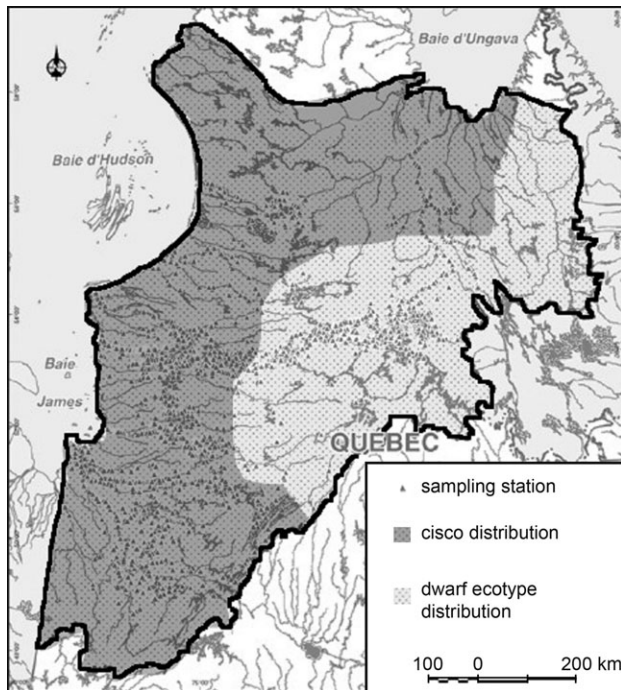 Baie d'Ungava
Baie d'Hudson
Baie
James
QUEBEC
sampling station
cisco distribution
dwarf ecotype
distribution
100 0 200 km